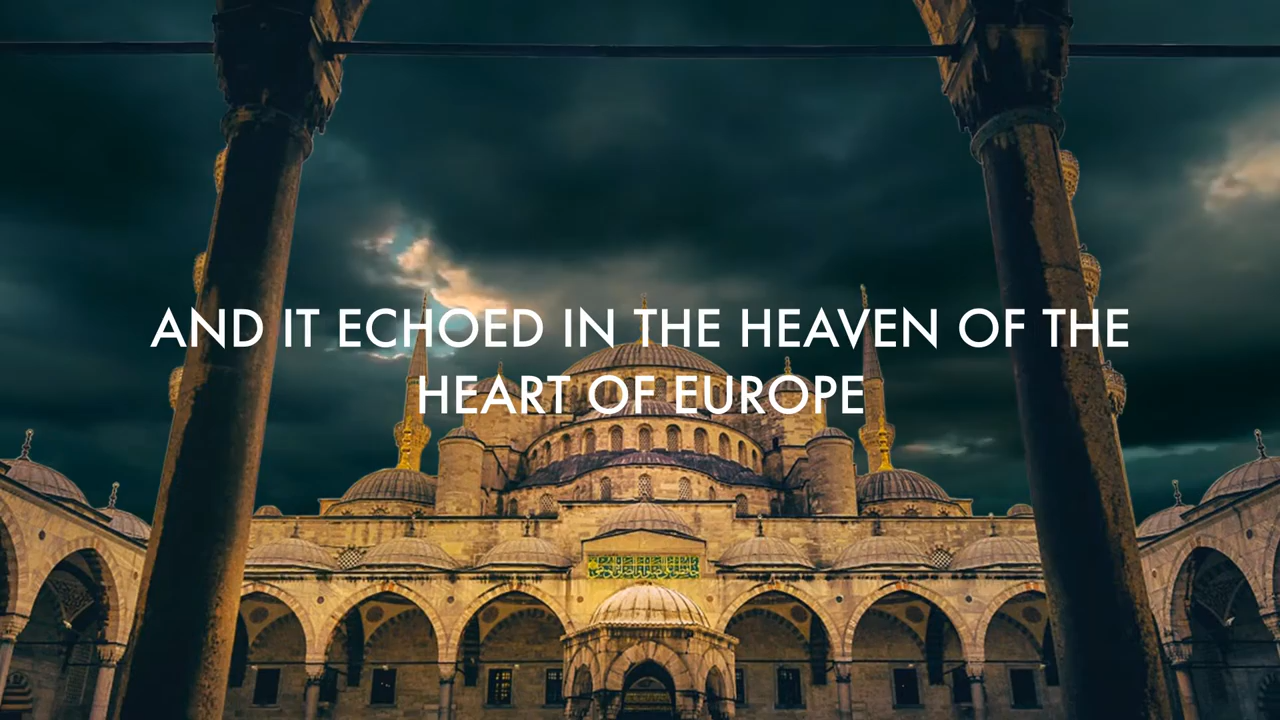 AND IT ECHOED IN THE HEAVEN OF THE
HEART OF EUROPE